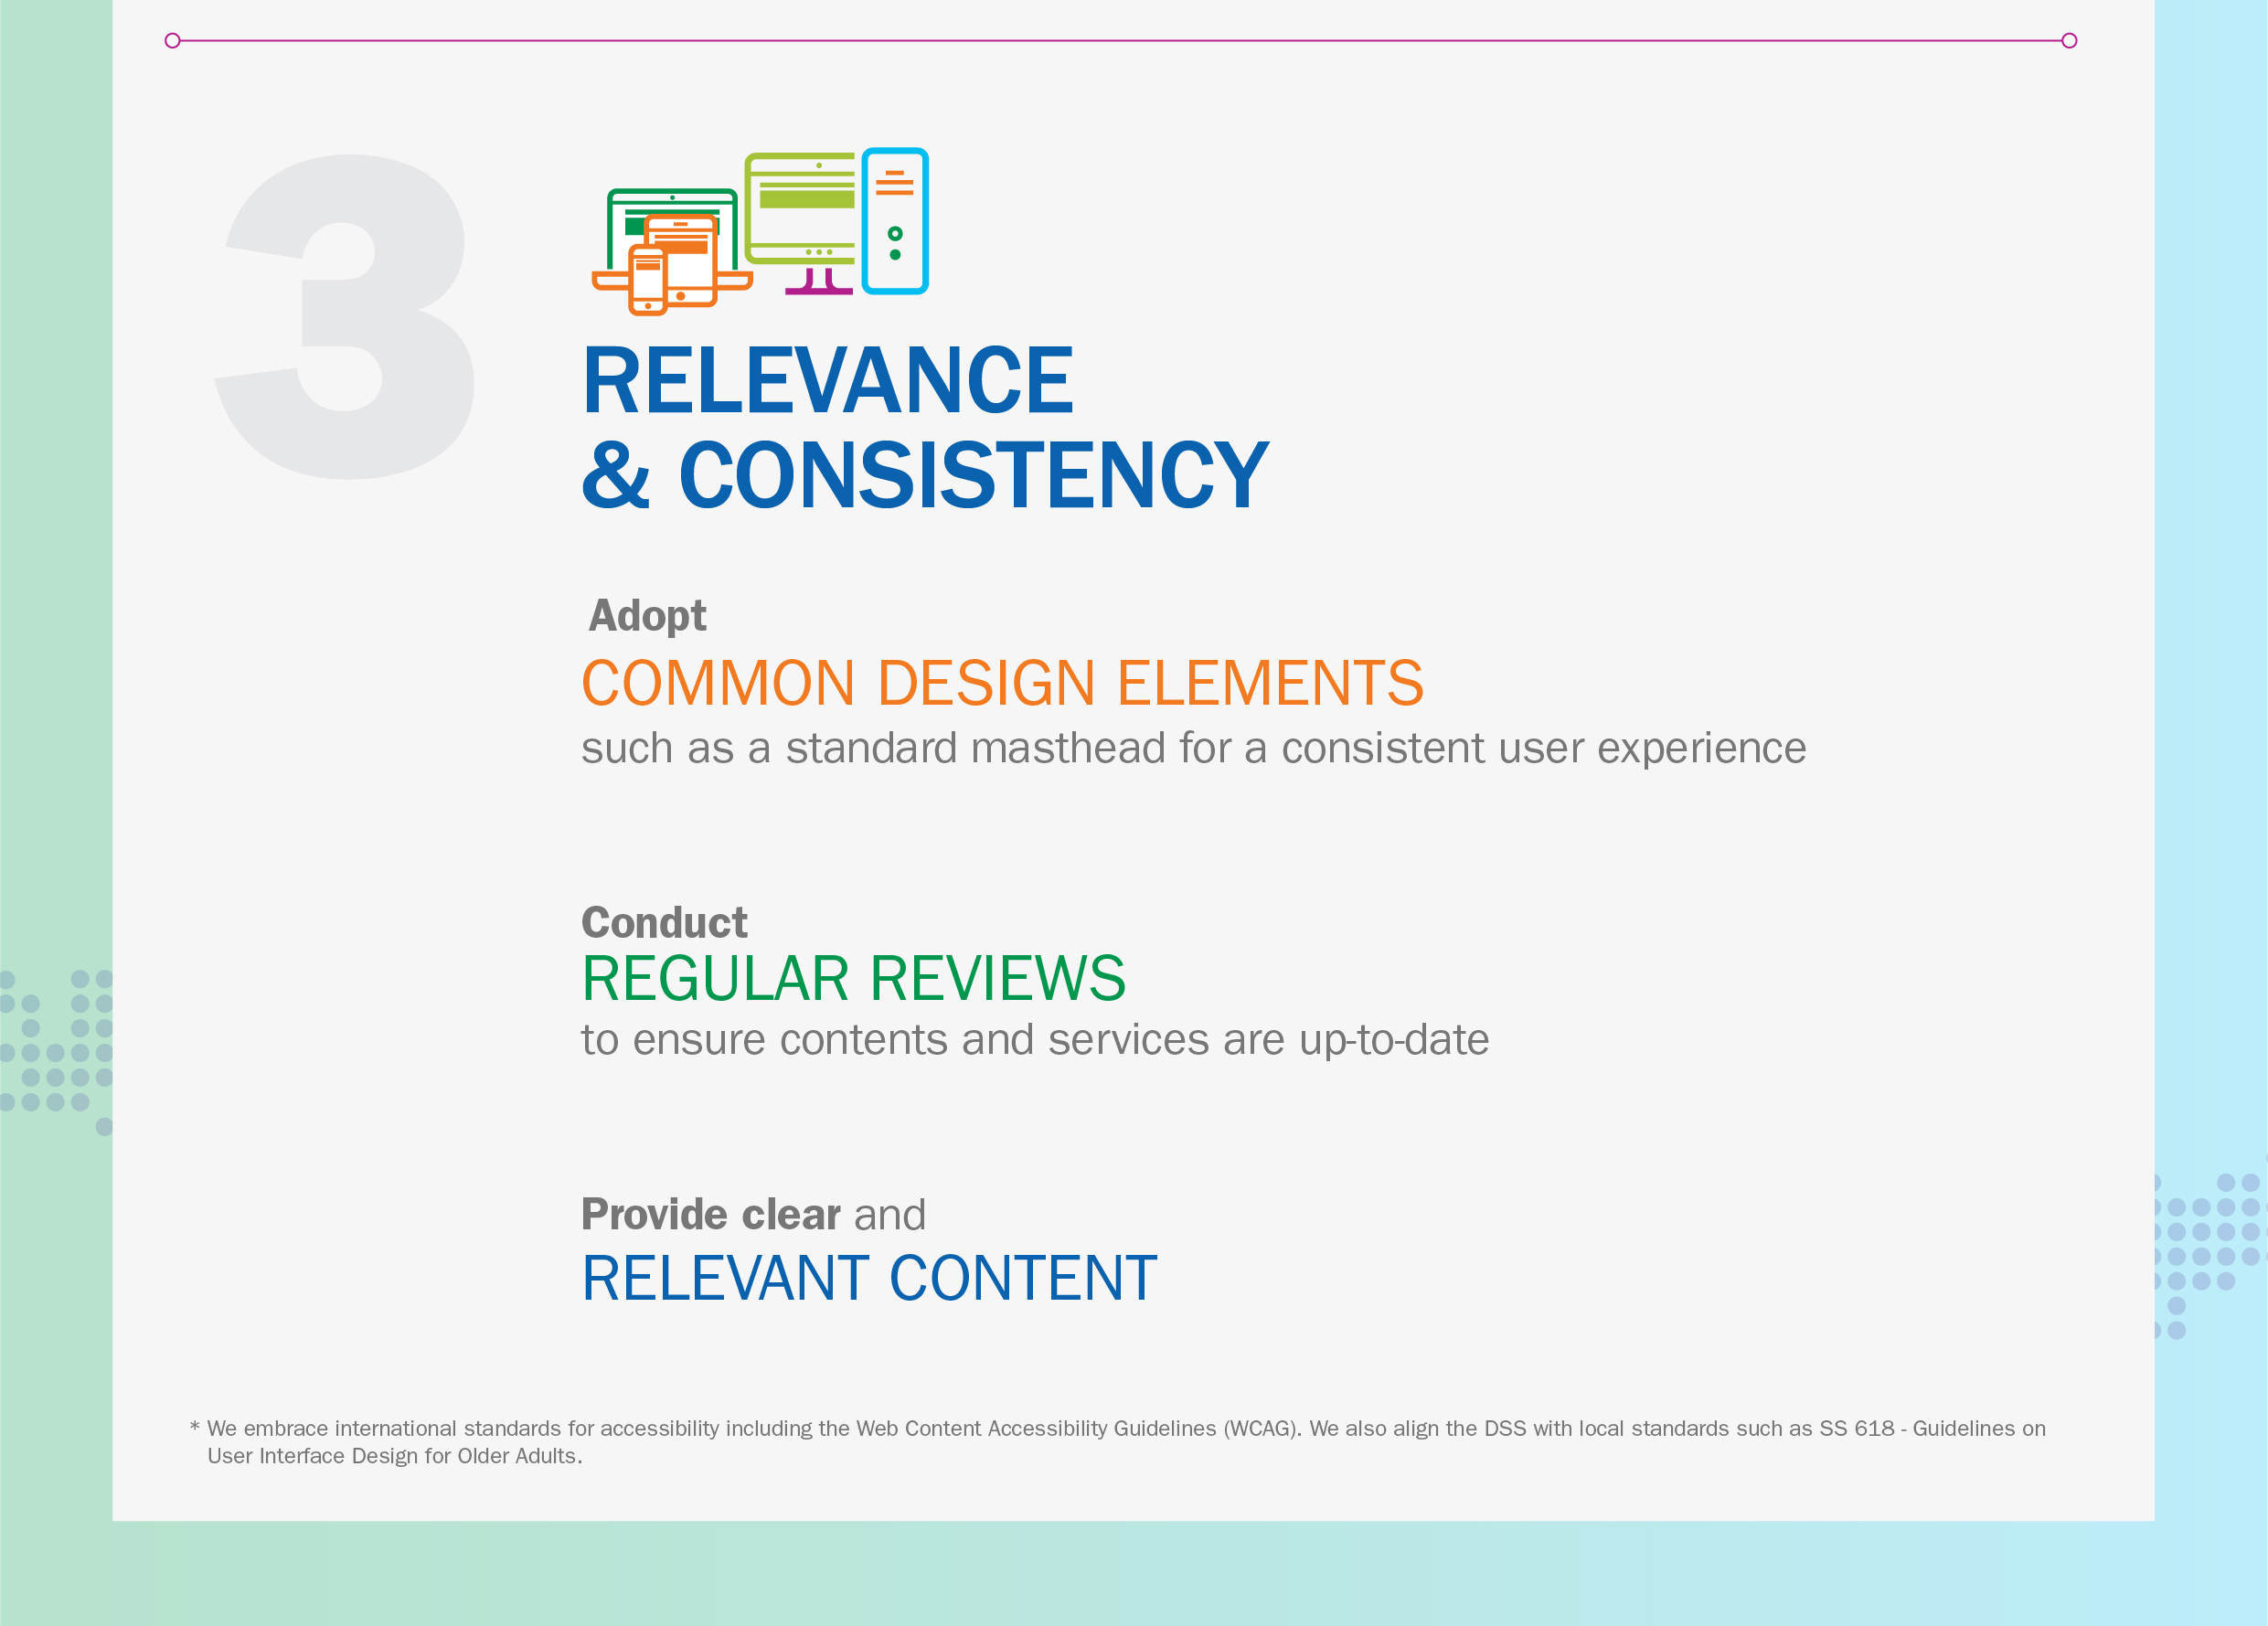 3
RELEVANCE
& CONSISTENCY
Adopt
COMMON DESIGN ELEMENTS
such as a standard masthead for a consistent user experience
Conduct
REGULAR REVIEWS
to ensure contents and services are up-to-date
Provide clear and
RELEVANT CONTENT
* We embrace international standards for accessibility including the Web Content Accessibility Guidelines (WCAG). We also align the DSS with local standards such as SS 618 - Guidelines on
User Interface Design for Older Adults.